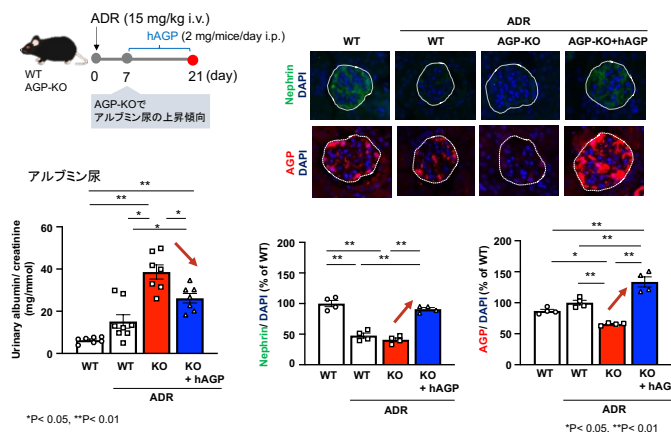 ADR (15 mg/kg i.v.)
hAGP (2 mg/mice/day i.p.)
WT
AGP-KO
0 7 21 (day)
AGP-KOで
アルブミン尿の上昇傾向
ADR
WT WT AGP-KO AGP-KO+hAGP
Nephrin
DAPI
AGP
DAPI
アルブミン尿
Urinary albumin/ creatinine
(mg/mmol)
60
40
20
0
** 
**
* *
*
WT WT KO KO
+ hAGP
ADR
*P< 0.05, **P< 0.01
Nephrin/ DAPI (% of WT)
200
150
100
50
0
** **
** **
WT WT KO KO
+ hAGP
ADR
AGP/ DAPI (% of WT)
200
150
100
50
0
**
**
* **
**
WT WT KO KO
+ hAGP
ADR
*P< 0.05, **P< 0.01